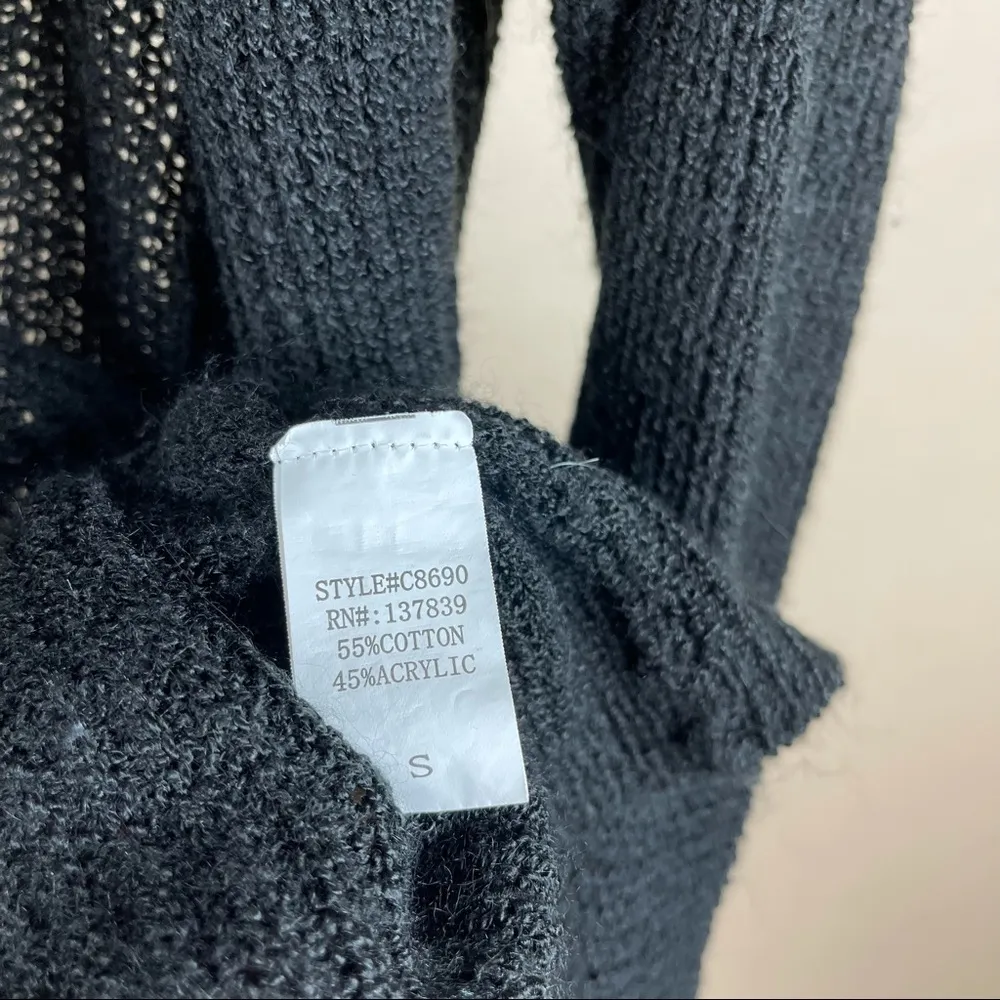 STYLE#C8690
RN#:137839
55%COTTON
45%ACRYLIC
S